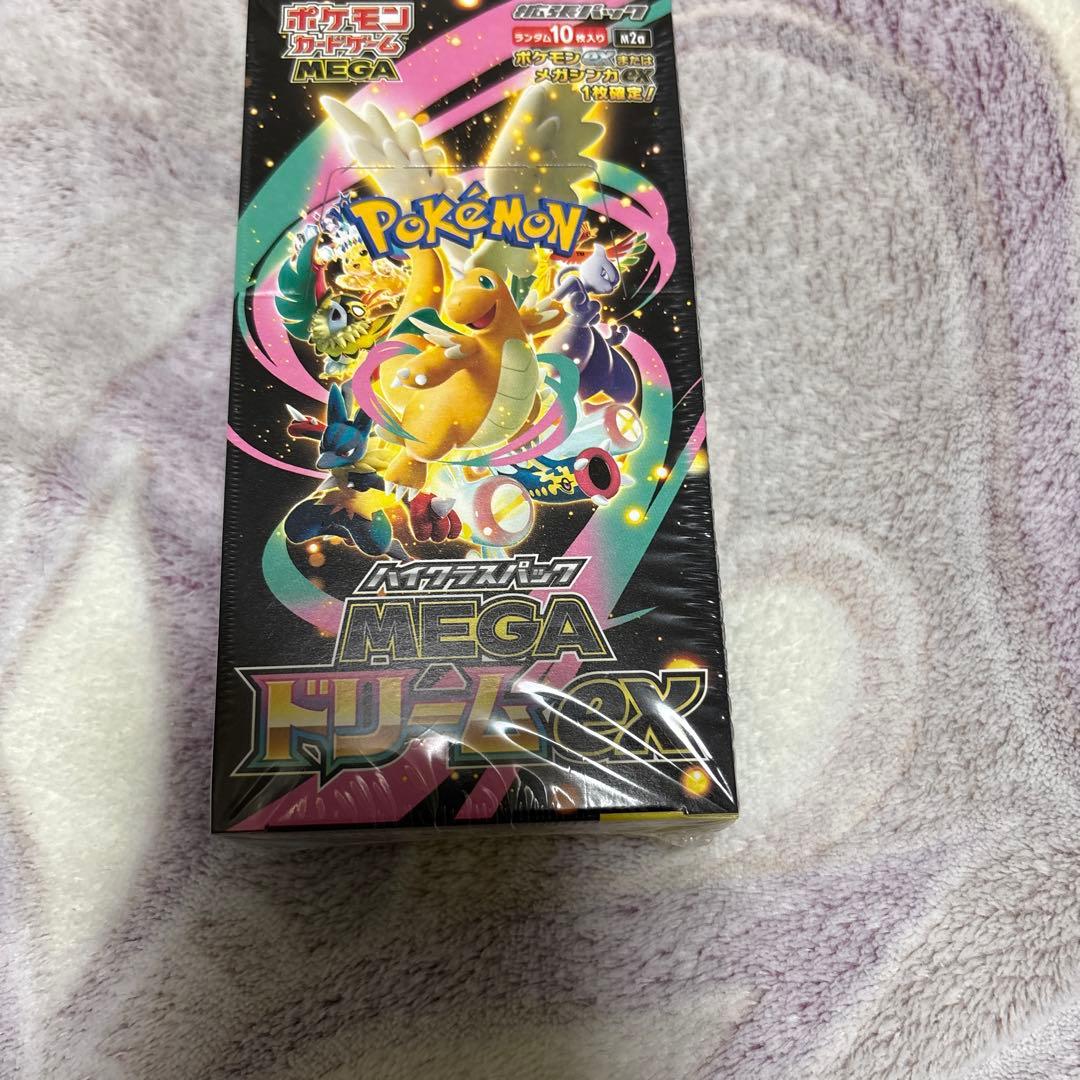 ポケモン
カードゲーム
MEGA
拡張パック
ランダム10枚入り M2a
ポケモンexまたは
メガシンカex
1枚確定!
POKéMON
TM
ハイクラスパック
MEGA
ドリームex